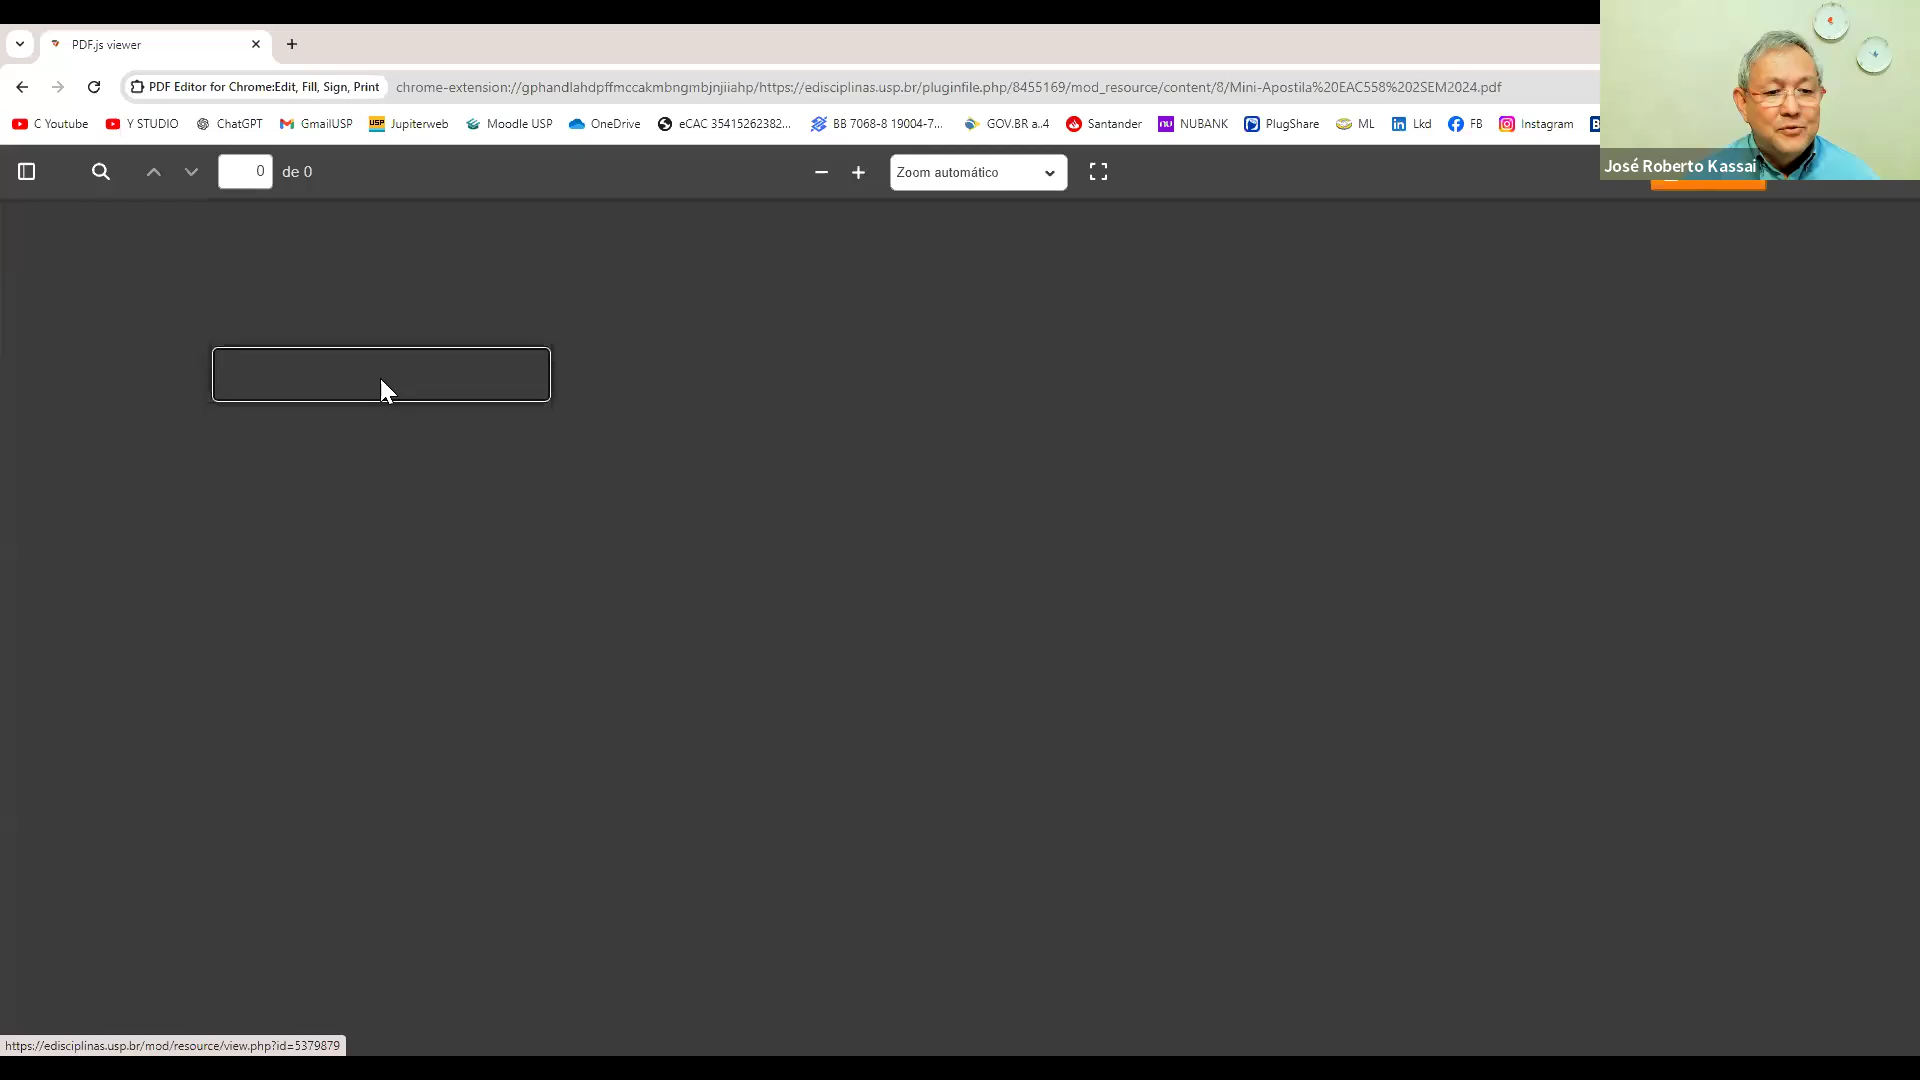 PDF.js viewer
PDF Editor for Chrome:Edit, Fill, Sign, Print
chrome-extension://gphandlahdpffmccakmbngmbjnjiiahp/https://edisciplinas.usp.br/pluginfile.php/8455169/mod_resource/content/8/Mini-Apostila%20EAC558%202SEM2024.pdf
C Youtube Y STUDIO ChatGPT GmailUSP USP Jupiterweb Moodle USP OneDrive eCAC 35415262382... BB 7068-8 19004-7... GOV.BR a..4 Santander nu NUBANK PlugShare ML in Lkd FB Instagram
0 de 0
Zoom automático
José Roberto Kassai
https://edisciplinas.usp.br/mod/resource/view.php?id=5379879